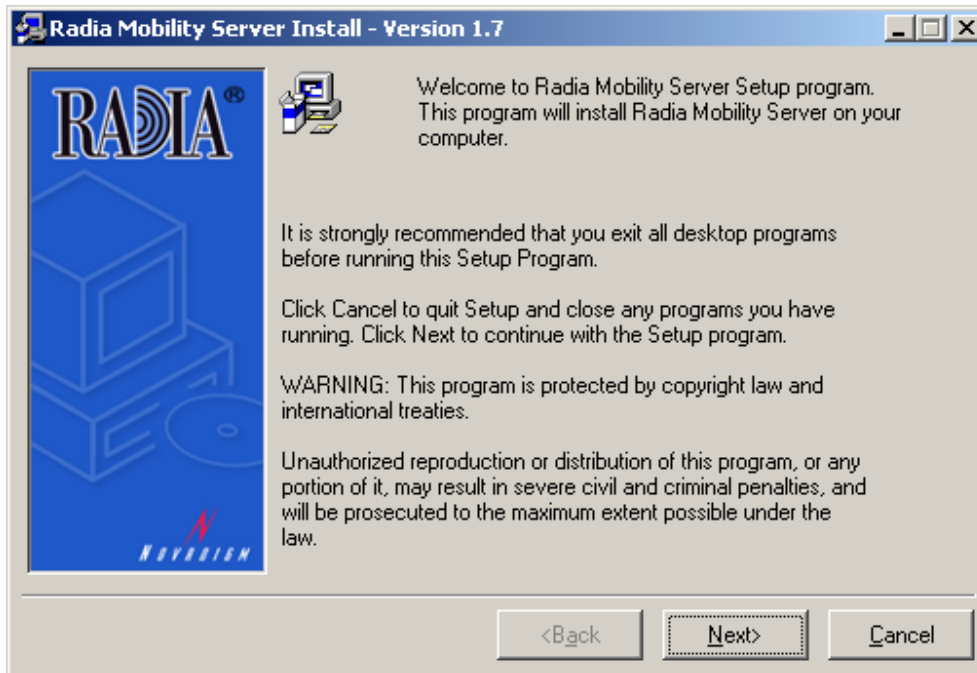 Radia Mobility Server Install - Version 1.7
RADIA®
Welcome to Radia Mobility Server Setup program.
This program will install Radia Mobility Server on your
computer.
It is strongly recommended that you exit all desktop programs
before running this Setup Program.
Click Cancel to quit Setup and close any programs you have
running. Click Next to continue with the Setup program.
WARNING: This program is protected by copyright law and
international treaties.
Unauthorized reproduction or distribution of this program, or any
portion of it, may result in severe civil and criminal penalties, and
will be prosecuted to the maximum extent possible under the
law.
NOVADIGM
<Back
Next>
Cancel